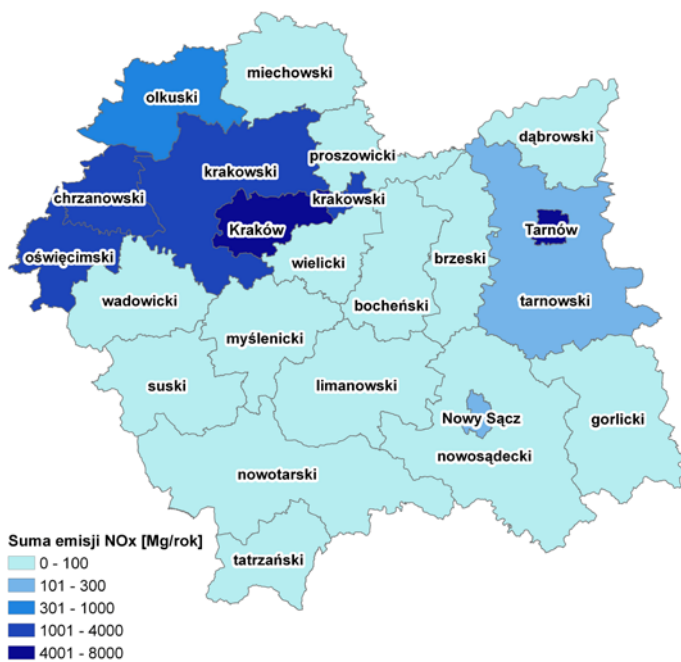 miechowski
olkuski
dąbrowski
proszowicki
krakowski
chrzanowski
krakowski
Kraków
Tarnów
oświęcimski
wielicki
brzeski
wadowicki
bocheński
tarnowski
myślenicki
suski
limanowski
Nowy Sącz
gorlicki
nowosądecki
nowotarski
tatrzański
Suma emisji NOx [Mg/rok]
0 - 100
101 - 300
301 - 1000
1001 - 4000
4001 - 8000